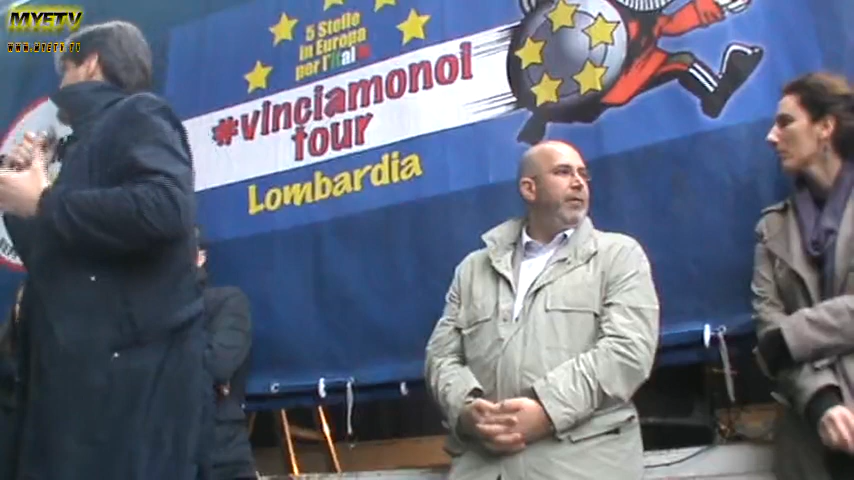 MYETV
WWW.MYETV.TV
5 Stelle
in Europa
per l'Italia
#vinciamonoi
tour
Lombardia